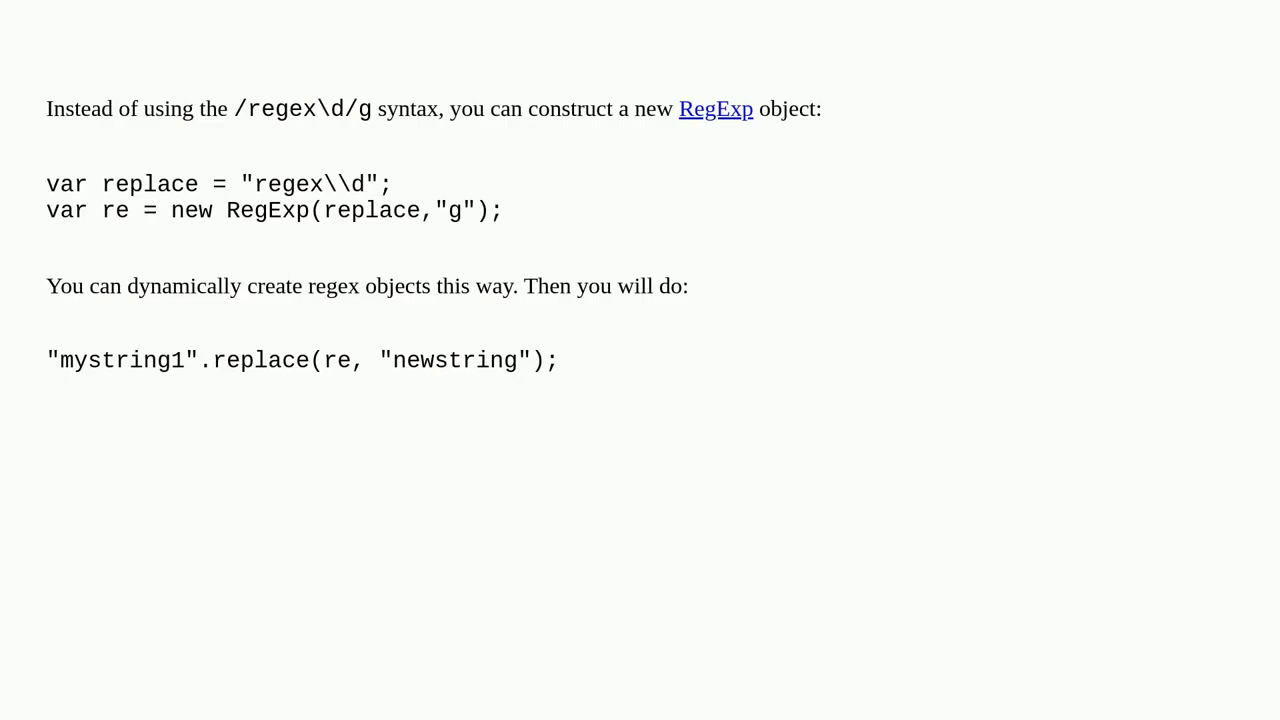 Instead of using the /regex\d/g syntax, you can construct a new RegExp object:
var replace = "regex\\d";
var re = new RegExp(replace,"g");
You can dynamically create regex objects this way. Then you will do:
"mystring1".replace(re, "newstring");